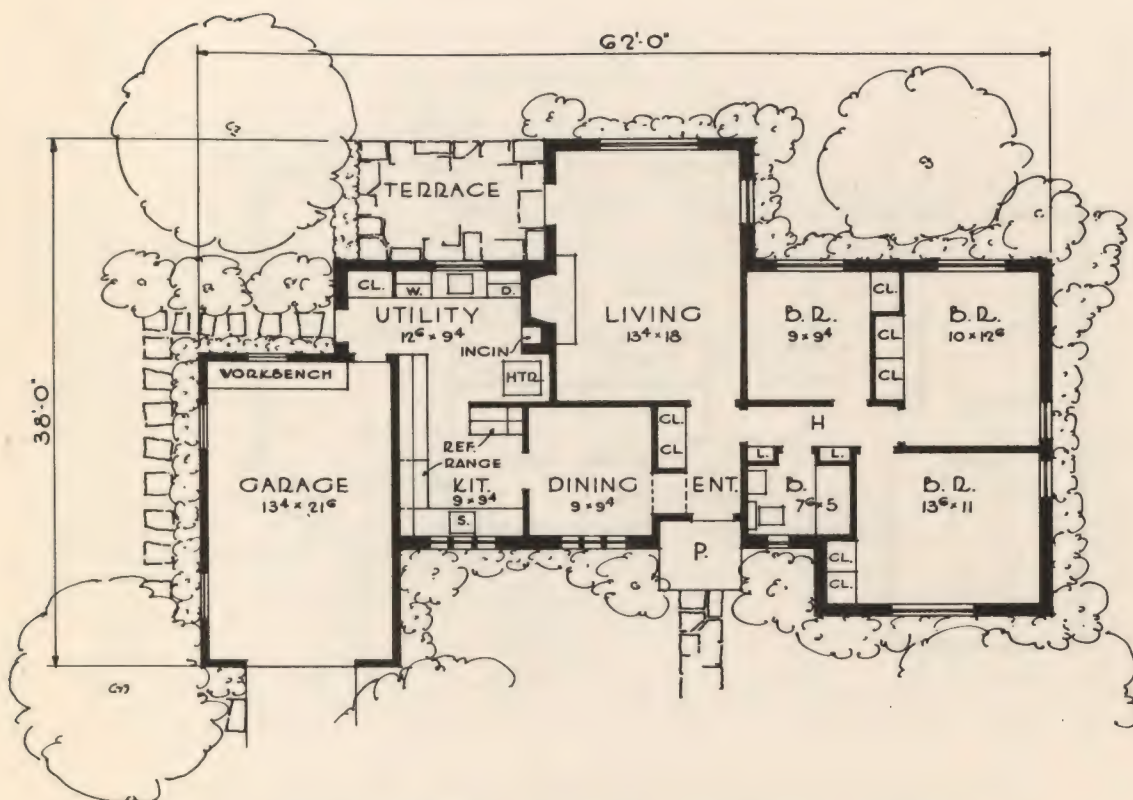 62'-0"
38'-0"
TERRACE
CL.
W.
D.
UTILITY
12⁶ × 9⁴
INCIN
HTR.
LIVING
13⁴ × 18
B. R.
9 × 9⁴
CL.
CL.
CL.
B. R.
10 × 12⁶
WORKBENCH
GARAGE
13⁴ × 21⁶
REF.
RANGE
KIT.
9 × 9⁴
S.
DINING
9 × 9⁴
CL.
CL.
ENT.
P.
H
L.
L.
B.
7⁶ × 5
B. R.
13⁶ × 11
CL.
CL.